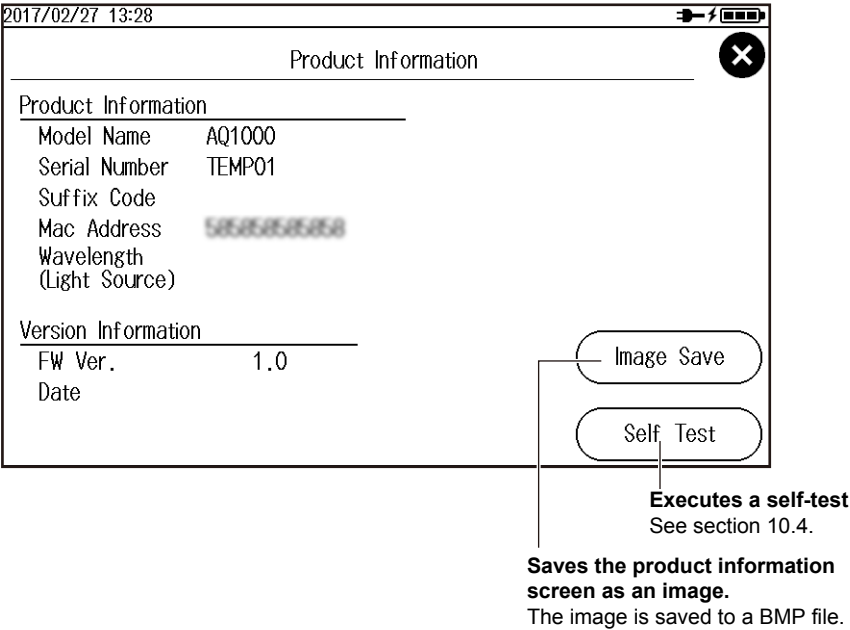 2017/02/27 13:28
Product Information
Product Information
Model Name AQ1000
Serial Number TEMP01
Suffix Code
Mac Address
Wavelength
(Light Source)
Version Information
FW Ver. 1.0
Date
Image Save
Self Test
Executes a self-test
See section 10.4.
Saves the product information
screen as an image.
The image is saved to a BMP file.